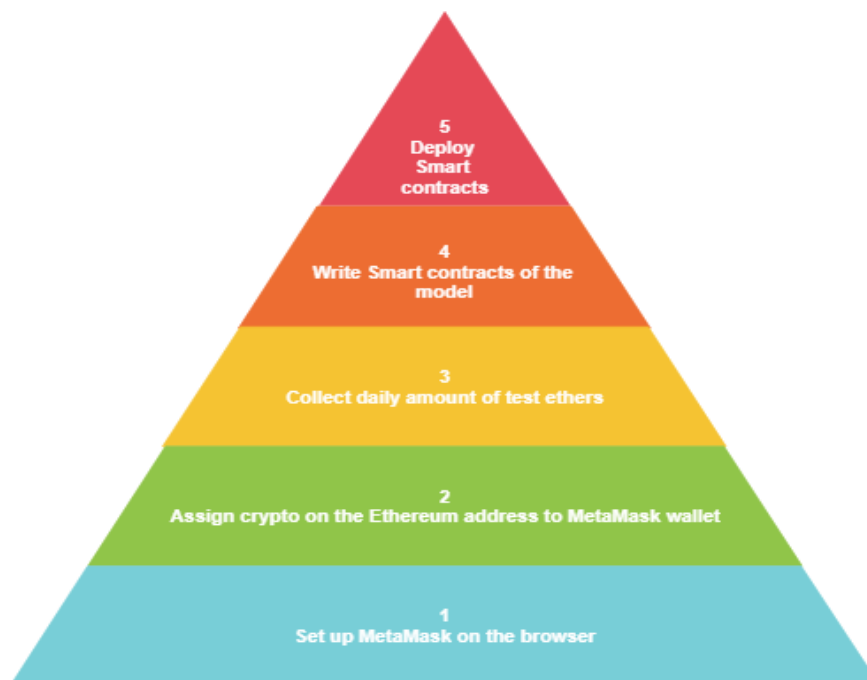 5
Deploy
Smart
contracts
4
Write Smart contracts of the
model
3
Collect daily amount of test ethers
2
Assign crypto on the Ethereum address to MetaMask wallet
1
Set up MetaMask on the browser